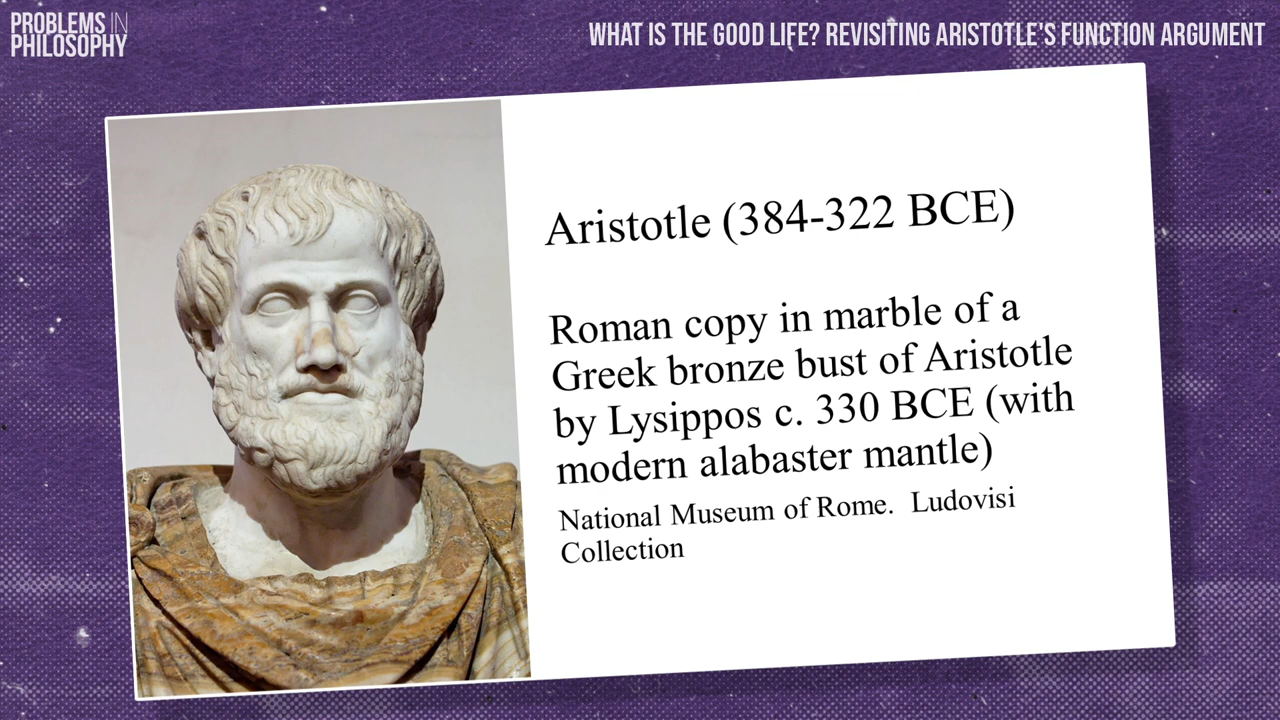 PROBLEMS IN
PHILOSOPHY
WHAT IS THE GOOD LIFE? REVISITING ARISTOTLE'S FUNCTION ARGUMENT
Aristotle (384-322 BCE)
Roman copy in marble of a
Greek bronze bust of Aristotle
by Lysippos c. 330 BCE (with
modern alabaster mantle)
National Museum of Rome. Ludovisi
Collection